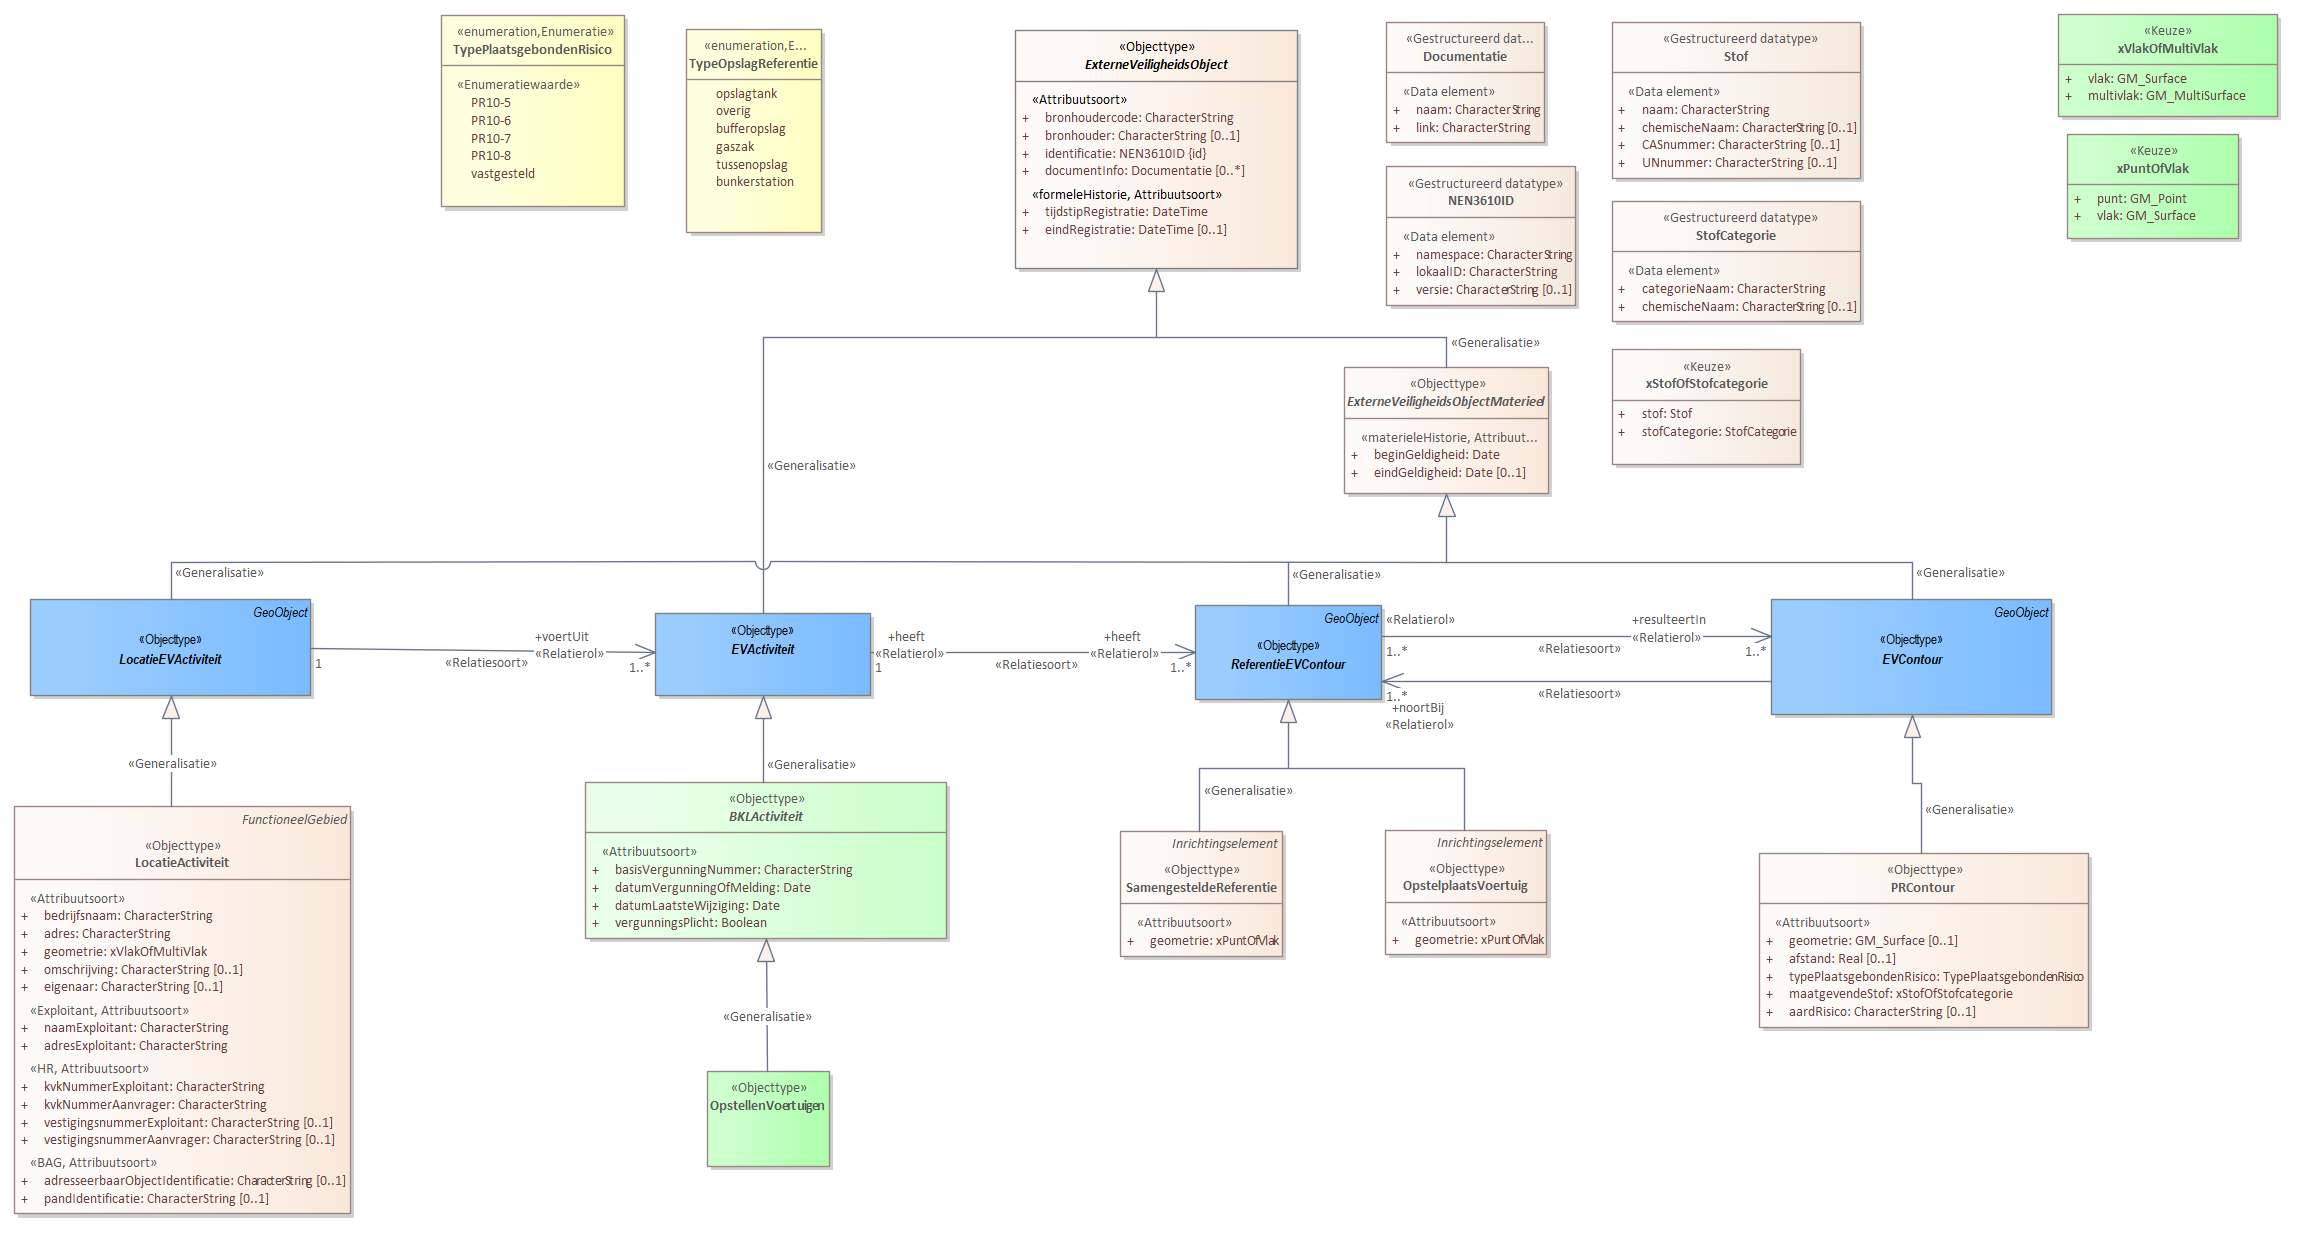 «enumeration,Enumeratie»
TypePlaatsgebondenRisico
«Enumeratiewaarde»
PR10-5
PR10-6
PR10-7
PR10-8
vastgesteld
«enumeration,E...
TypeOpslagReferentie
opslagtank
overig
bufferopslag
gaszak
tussenopslag
bunkerstation
«Objecttype»
ExterneVeiligheidsObject
«Attribuutsoort»
+ bronhoudercode: CharacterString
+ bronhouder: CharacterString [0..1]
+ identificatie: NEN3610ID {id}
+ documentInfo: Documentatie [0..*]
«formeleHistorie, Attribuutsoort»
+ tijdstipRegistratie: DateTime
+ eindRegistratie: DateTime [0..1]
«Gestructureerd dat...
Documentatie
«Data element»
+ naam: CharacterString
+ link: CharacterString
«Gestructureerd datatype»
NEN3610ID
«Data element»
+ namespace: CharacterString
+ lokaalID: CharacterString
+ versie: CharacterString [0..1]
«Gestructureerd datatype»
Stof
«Data element»
+ naam: CharacterString
+ chemischeNaam: CharacterString [0..1]
+ CASnummer: CharacterString [0..1]
+ UNnummer: CharacterString [0..1]
«Gestructureerd datatype»
StofCategorie
«Data element»
+ categorieNaam: CharacterString
+ chemischeNaam: CharacterString [0..1]
«Keuze»
xStofOfStofcategorie
+ stof: Stof
+ stofCategorie: StofCategorie
«Keuze»
xVlakOfMultiVlak
+ vlak: GM_Surface
+ multivlak: GM_MultiSurface
«Keuze»
xPuntOfVlak
+ punt: GM_Point
+ vlak: GM_Surface
«Generalisatie»
«Objecttype»
ExterneVeiligheidsObjectMaterieel
«materieleHistorie, Attribuut...
+ beginGeldigheid: Date
+ eindGeldigheid: Date [0..1]
«Generalisatie»
«Generalisatie»
«Generalisatie»
«Generalisatie»
GeoObject
«Objecttype»
LocatieEVActiviteit
1
+voertUit
«Relatierol»
«Relatiesoort»
1..*
«Objecttype»
EVActiviteit
+heeft
«Relatierol»
1
«Relatiesoort»
+heeft
«Relatierol»
1..*
GeoObject
«Objecttype»
ReferentieEVContour
«Relatierol»
1..*
«Relatiesoort»
+resulteertIn
«Relatierol»
1..*
1..*
+noortBij
«Relatierol»
«Relatiesoort»
GeoObject
«Objecttype»
EVContour
«Generalisatie»
«Generalisatie»
«Generalisatie»
«Generalisatie»
FunctioneelGebied
«Objecttype»
LocatieActiviteit
«Attribuutsoort»
+ bedrijfsnaam: CharacterString
+ adres: CharacterString
+ geometrie: xVlakOfMultiVlak
+ omschrijving: CharacterString [0..1]
+ eigenaar: CharacterString [0..1]
«Exploitant, Attribuutsoort»
+ naamExploitant: CharacterString
+ adresExploitant: CharacterString
«HR, Attribuutsoort»
+ kvkNummerExploitant: CharacterString
+ kvkNummerAanvrager: CharacterString
+ vestigingsnummerExploitant: CharacterString [0..1]
+ vestigingsnummerAanvrager: CharacterString [0..1]
«BAG, Attribuutsoort»
+ adresseerbaarObjectIdentificatie: CharacterString [0..1]
+ pandIdentificatie: CharacterString [0..1]
«Objecttype»
BKLActiviteit
«Attribuutsoort»
+ basisVergunningNummer: CharacterString
+ datumVergunningOfMelding: Date
+ datumLaatsteWijziging: Date
+ vergunningsPlicht: Boolean
«Generalisatie»
«Objecttype»
OpstellenVoertuigen
Inrichtingselement
«Objecttype»
SamengesteldeReferentie
«Attribuutsoort»
+ geometrie: xPuntOfVlak
Inrichtingselement
«Objecttype»
OpstelplaatsVoertuig
«Attribuutsoort»
+ geometrie: xPuntOfVlak
«Objecttype»
PRContour
«Attribuutsoort»
+ geometrie: GM_Surface [0..1]
+ afstand: Real [0..1]
+ typePlaatsgebondenRisico: TypePlaatsgebondenRisico
+ maatgevendeStof: xStofOfStofcategorie
+ aardRisico: CharacterString [0..1]